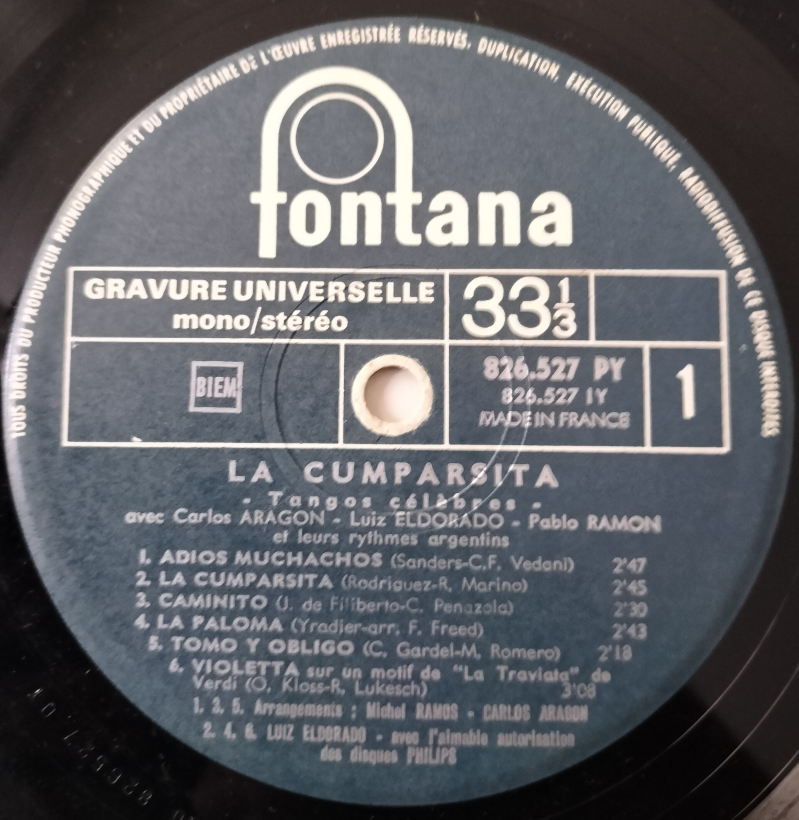 TOUS DROITS DU PRODUCTEUR PHONOGRAPHIQUE ET DU PROPRIÉTAIRE DE L'ŒUVRE ENREGISTRÉE RÉSERVÉS. DUPLICATION, EXÉCUTION PUBLIQUE, RADIODIFFUSION DE CE DISQUE INTERDITES
fontana
GRAVURE UNIVERSELLE
mono/stéréo
33 1/3
BIEM
826.527 PY
826.527 IY
MADE IN FRANCE
1
LA CUMPARSITA
- Tangos célèbres -
avec Carlos ARAGON - Luiz ELDORADO - Pablo RAMON
et leurs rythmes argentins
1. ADIOS MUCHACHOS (Sanders-C.F. Vedani) 2'47
2. LA CUMPARSITA (Rodriguez-R. Marino) 2'45
3. CAMINITO (J. de Filiberto-C. Penazola) 2'30
4. LA PALOMA (Yradier-arr. F. Freed) 2'43
5. TOMO Y OBLIGO (C. Gardel-M. Romero) 2'18
6. VIOLETTA sur un motif de "La Traviata" de
Verdi (O. Kloss-R. Lukesch) 3'08
1. 3. 5. Arrangements : Michel RAMOS - CARLOS ARAGON
2. 4. 6. LUIZ ELDORADO - avec l'aimable autorisation
des disques PHILIPS